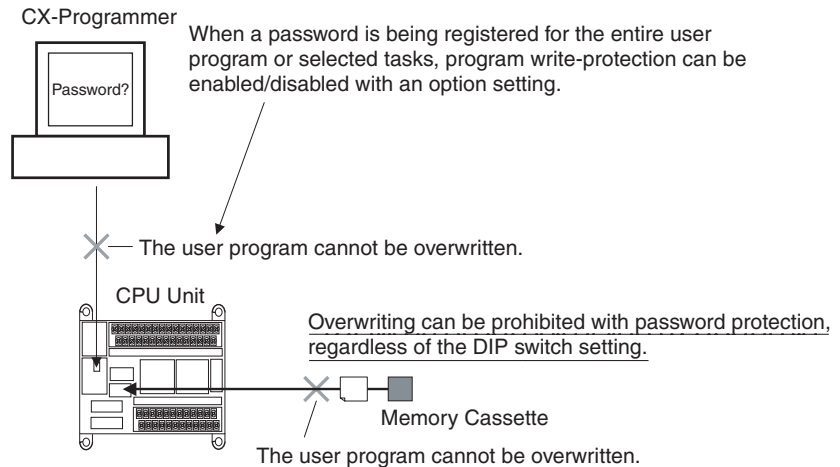 CX-Programmer
When a password is being registered for the entire user
program or selected tasks, program write-protection can be
enabled/disabled with an option setting.
Password?
The user program cannot be overwritten.
CPU Unit
Overwriting can be prohibited with password protection,
regardless of the DIP switch setting.
Memory Cassette
The user program cannot be overwritten.